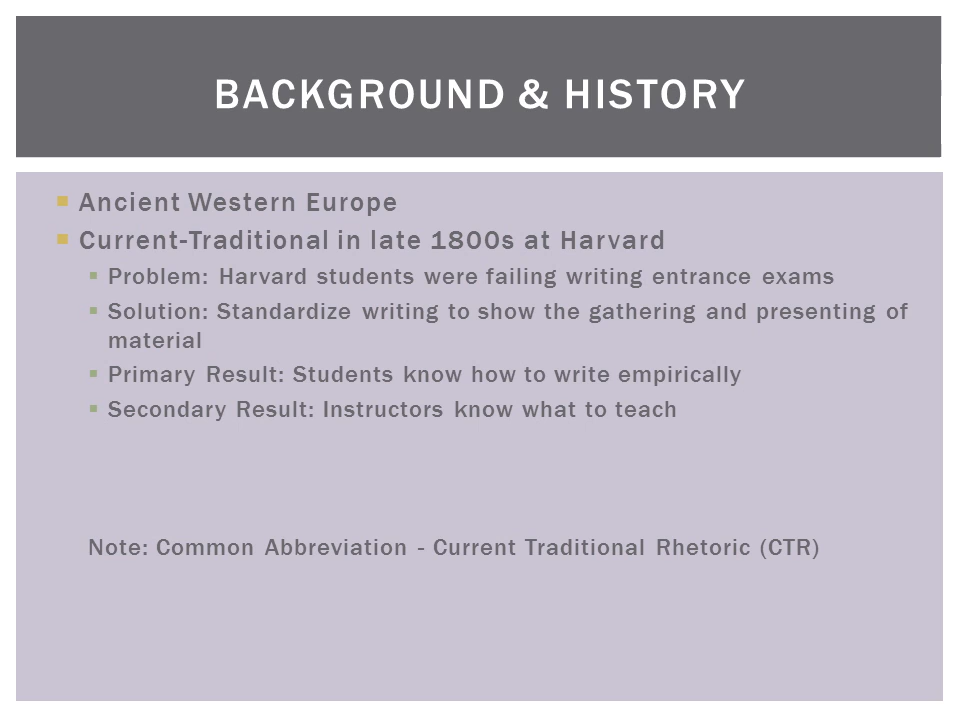 BACKGROUND & HISTORY
Ancient Western Europe
Current-Traditional in late 1800s at Harvard
Problem: Harvard students were failing writing entrance exams
Solution: Standardize writing to show the gathering and presenting of
material
Primary Result: Students know how to write empirically
Secondary Result: Instructors know what to teach
Note: Common Abbreviation - Current Traditional Rhetoric (CTR)